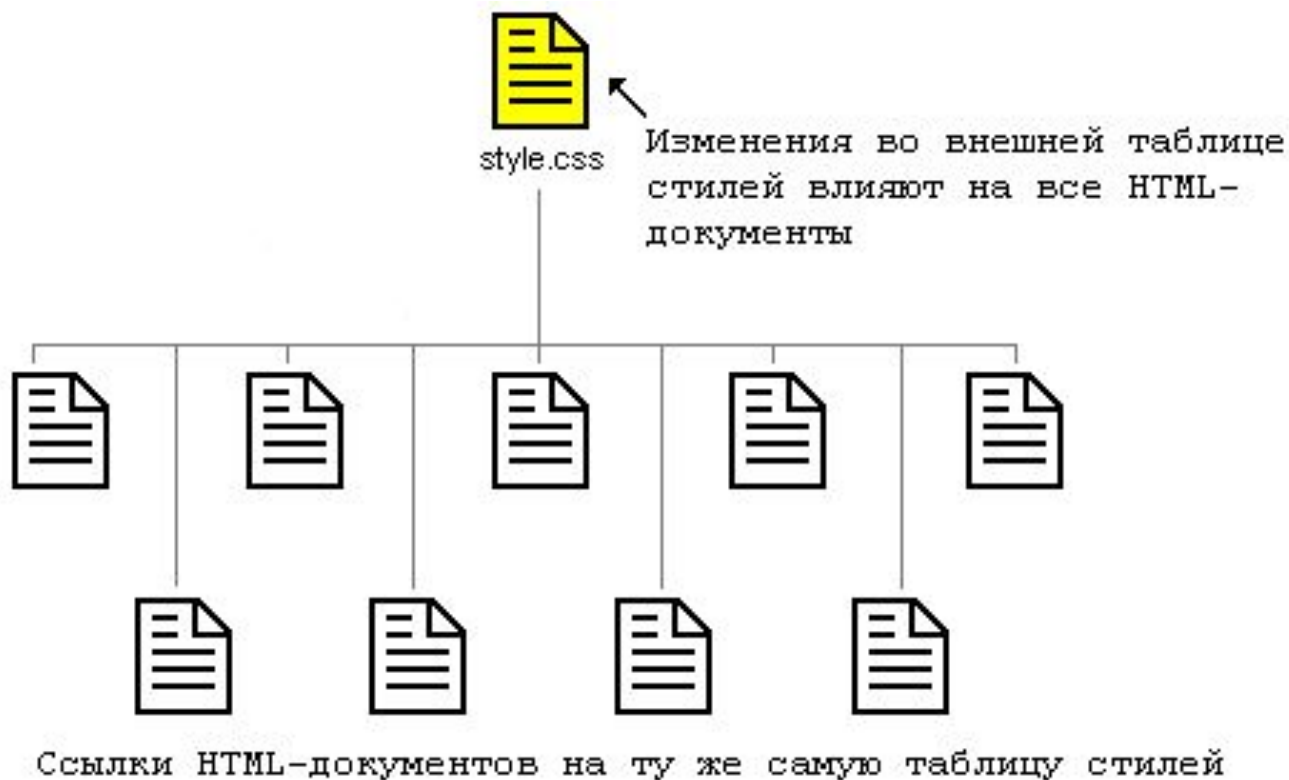 style.css
Изменения во внешней таблице
стилей влияют на все HTML-
документы
Ссылки HTML-документов на ту же самую таблицу стилей